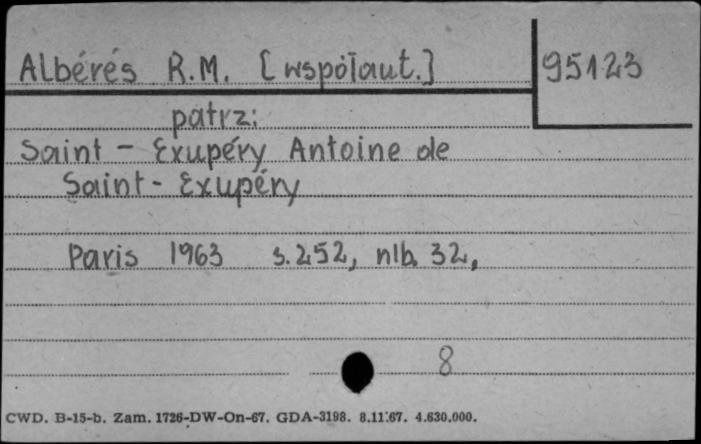 Albérés R.M. [współaut.] 95123
patrz:
Saint - Exupéry Antoine de
Saint - Exupéry
Paris 1963 s. 252, nlb. 32,
8
CWD. B-15-b. Zam. 1726-DW-On-67. GDA-3198. 8.11.67. 4.630.000.